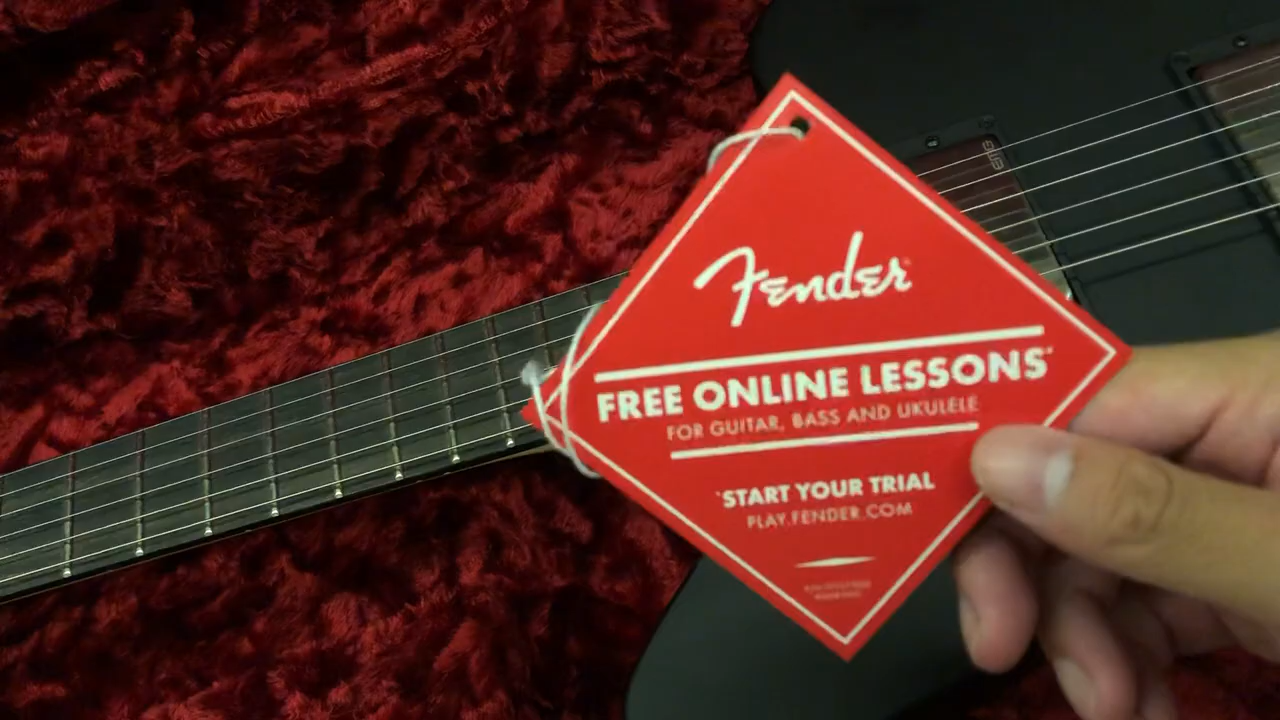 Fender
FREE ONLINE LESSONS*
FOR GUITAR, BASS AND UKULELE
*START YOUR TRIAL
PLAY.FENDER.COM